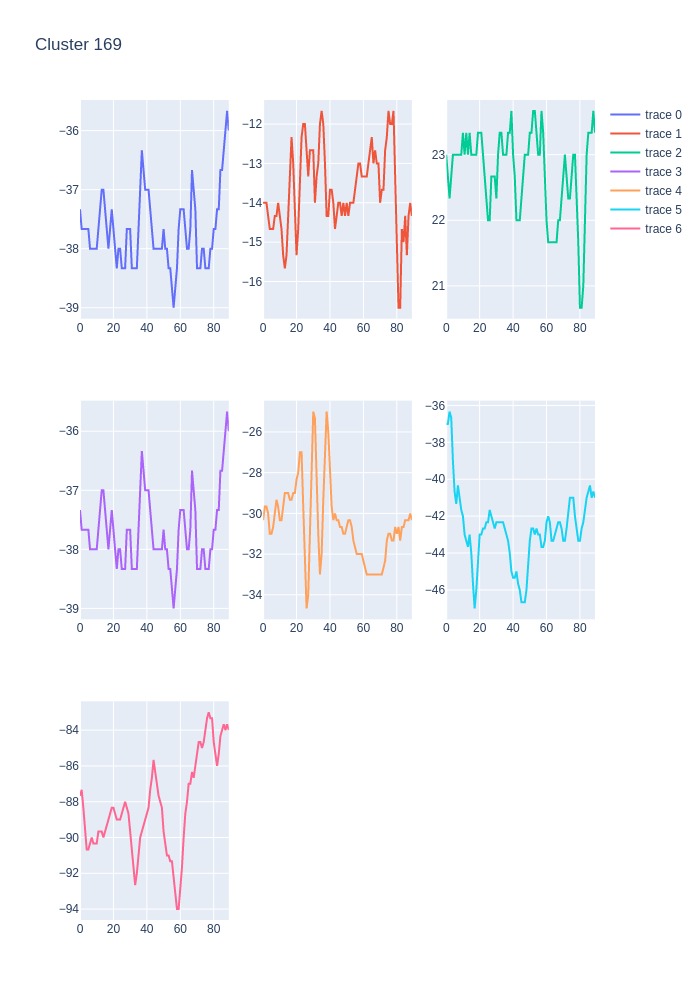 Cluster 169
−36
−37
−38
−39
0 20 40 60 80
−12
−13
−14
−15
−16
0 20 40 60 80
23
22
21
0 20 40 60 80
trace 0
trace 1
trace 2
trace 3
trace 4
trace 5
trace 6
−36
−37
−38
−39
0 20 40 60 80
−26
−28
−30
−32
−34
0 20 40 60 80
−36
−38
−40
−42
−44
−46
0 20 40 60 80
−84
−86
−88
−90
−92
−94
0 20 40 60 80